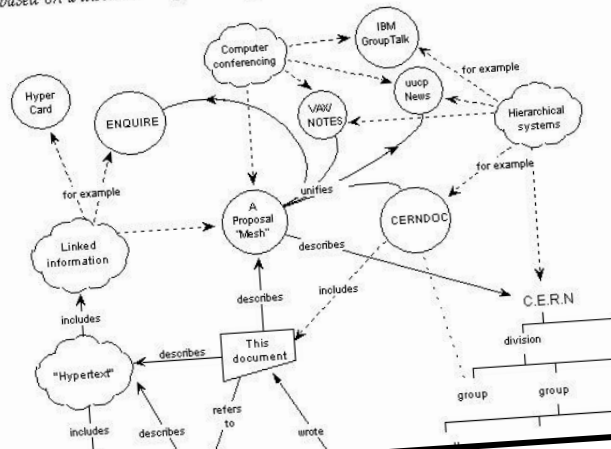 based on a
IBM
GroupTalk
Computer
conferencing
for example
uucp
News
Hyper
Card
VAX/
NOTES
ENQUIRE
Hierarchical
systems
for example
for example
unifies
A
Proposal
"Mesh"
CERNDOC
Linked
information
describes
includes
describes
C.E.R.N
includes
This
document
division
describes
"Hypertext"
group
group
refers
to
includes
describes
wrote